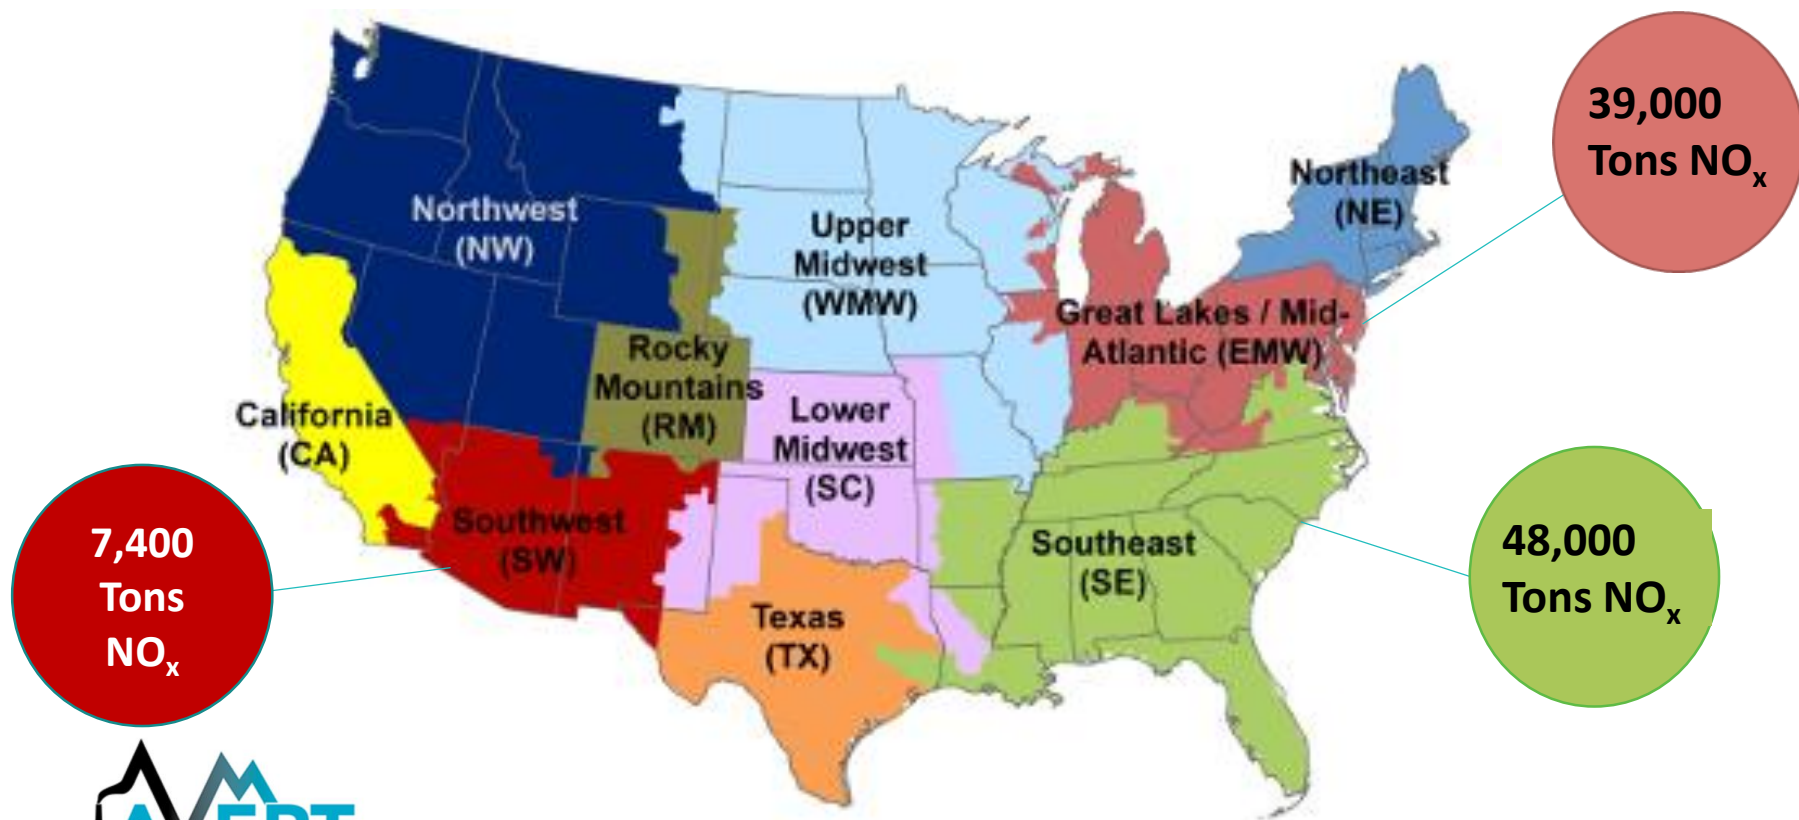 39,000
Tons NOx
Northeast
(NE)
Northwest
(NW)
Upper
Midwest
(WMW)
Great Lakes / Mid-
Atlantic (EMW)
Rocky
Mountains
(RM)
California
(CA)
Lower
Midwest
(SC)
7,400
Tons
NOx
Southwest
(SW)
Southeast
(SE)
48,000
Tons NOx
Texas
(TX)
AVERT